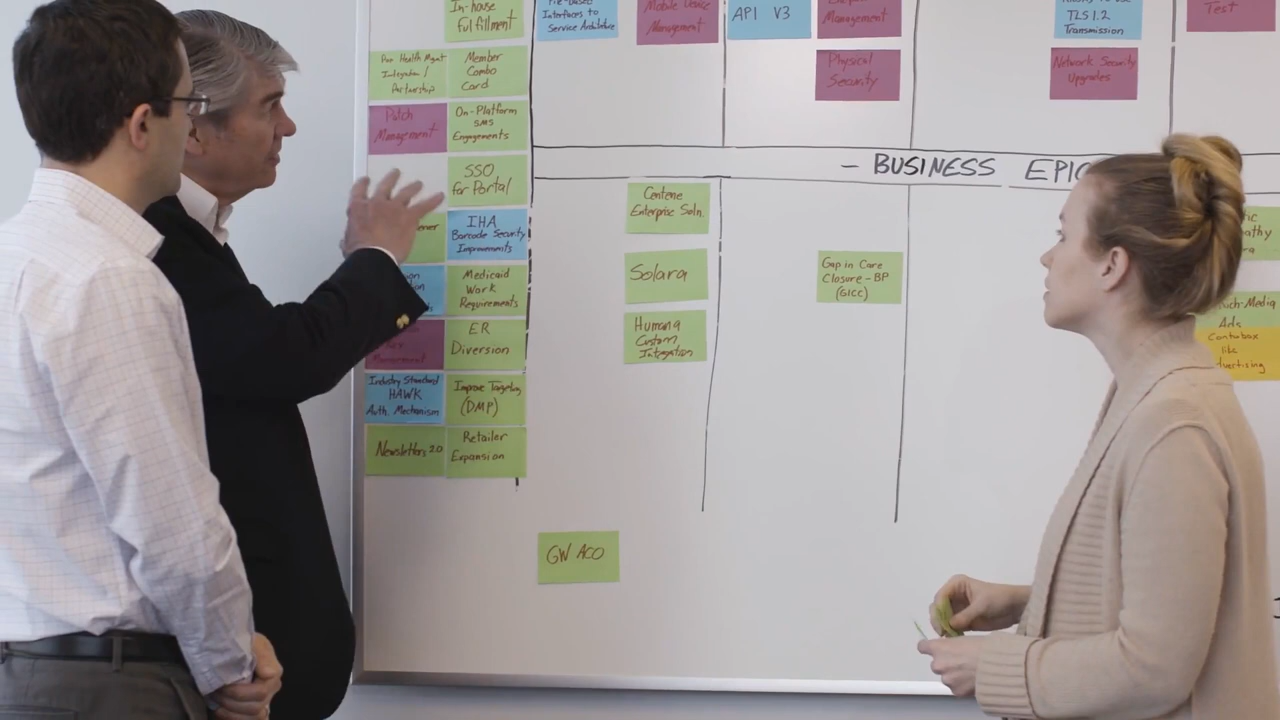 In-house
Fulfillment
Interfaces to
Service Architecture
Mobile Device
Management
API V3
Management
Physical
Security
TLS 1.2
Transmission
Network Security
Upgrades
Test
Pop Health Mgmt
Integration /
Partnership
Member
Combo
Card
Patch
Management
On-Platform
SMS
Engagements
SSO
for Portal
IHA
Barcode Security
Improvements
Medicaid
Work
Requirements
Management
ER
Diversion
Industry Standard
HAWK
Auth. Mechanism
Improve Targeting
(DMP)
Newsletters 2.0
Retailer
Expansion
- BUSINESS EPIC
Centene
Enterprise Soln.
Solara
Humana
Custom
Integration
Gap in Care
Closure - BP
(GICC)
GW ACO
Ads
like